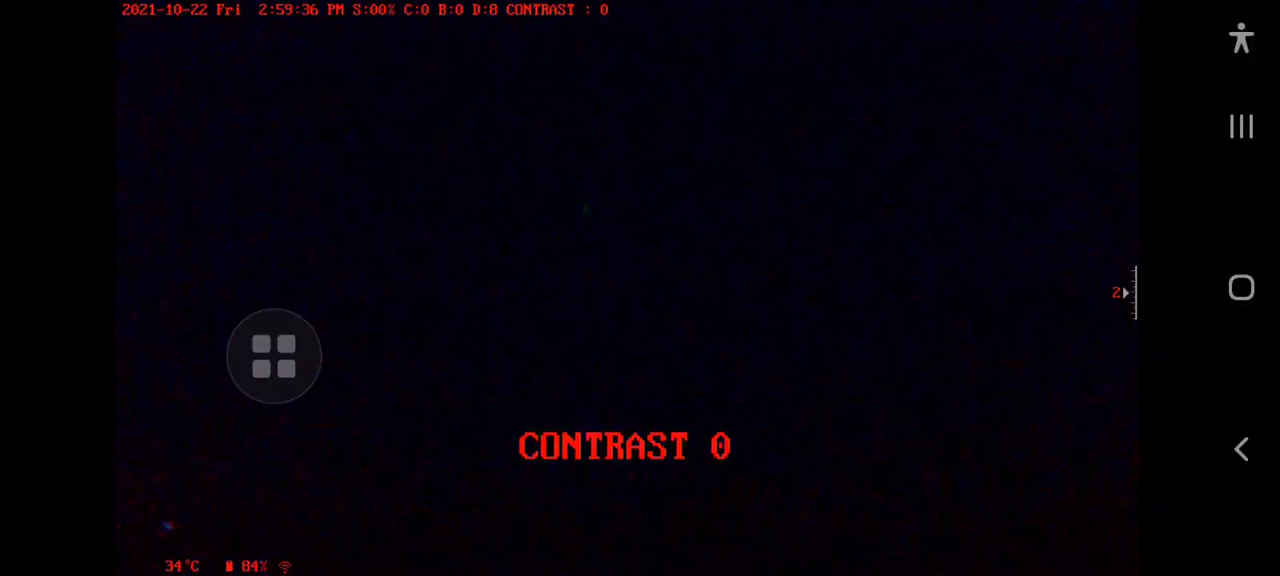 2021-10-22 Fri 2:59:36 PM S:00% C:0 B:0 D:8 CONTRAST : 0
2
CONTRAST 0
34℃ 84%